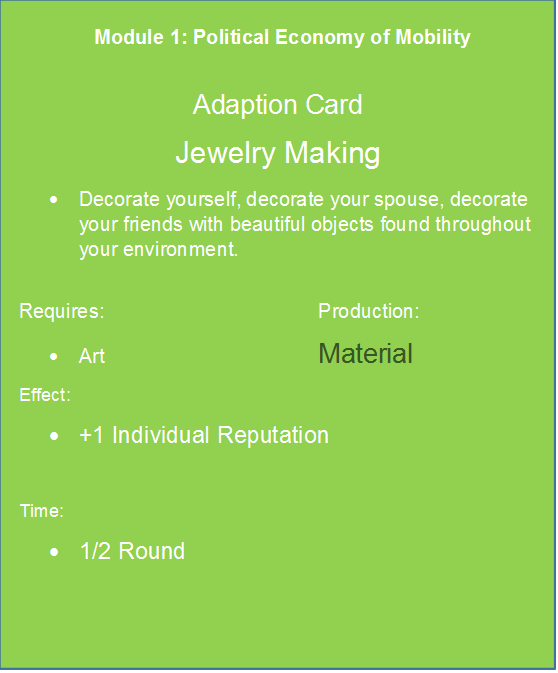 Module 1: Political Economy of Mobility
Adaption Card
Jewelry Making
• Decorate yourself, decorate your spouse, decorate
your friends with beautiful objects found throughout
your environment.
Requires:
Production:
• Art
Material
Effect:
• +1 Individual Reputation
Time:
• 1/2 Round